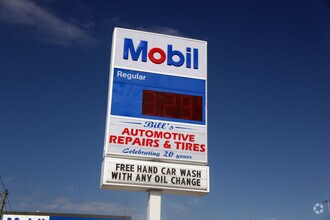 Mobil
Regular
Bill's
AUTOMOTIVE
REPAIRS & TIRES
Celebrating 20 years
FREE HAND CAR WASH
WITH ANY OIL CHANGE